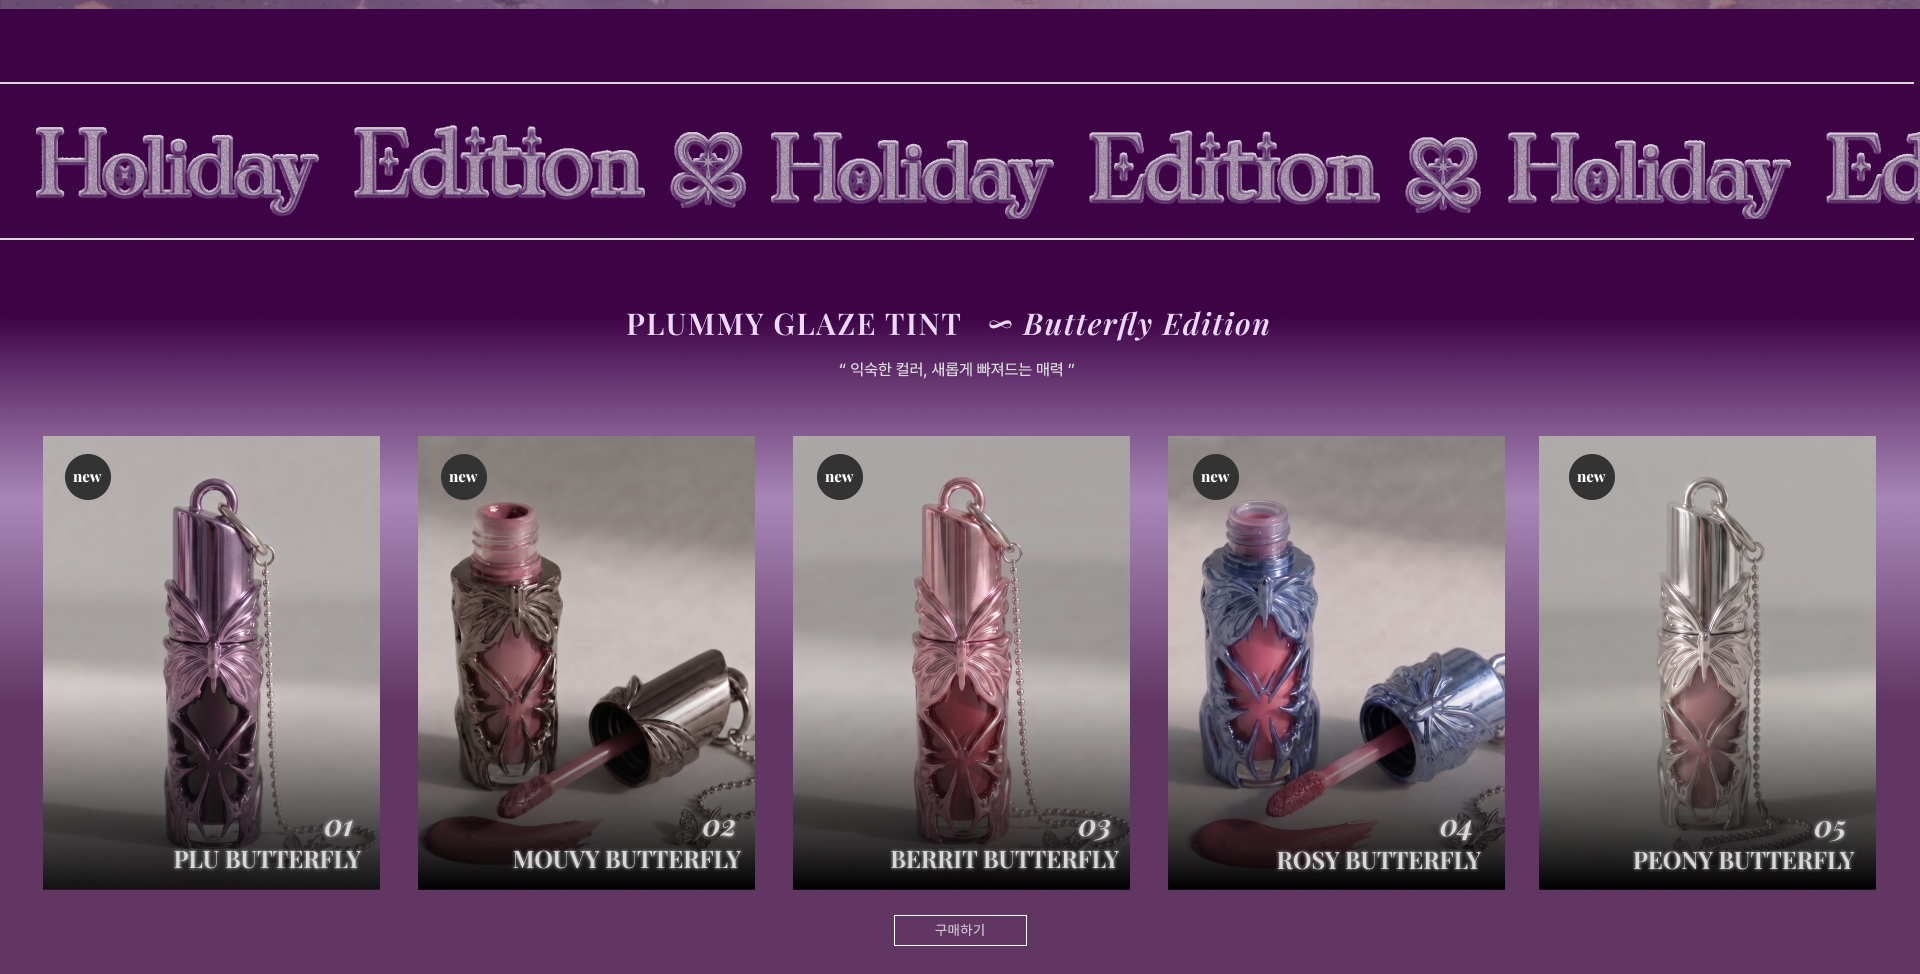 Holiday Edition Holiday Edition Holiday Ed
PLUMMY GLAZE TINT Butterfly Edition
“ 익숙한 컬러, 새롭게 빠져드는 매력 ”
new new new new new
01 02 03 04 05
PLU BUTTERFLY MOUVY BUTTERFLY BERRIT BUTTERFLY ROSY BUTTERFLY PEONY BUTTERFLY
구매하기